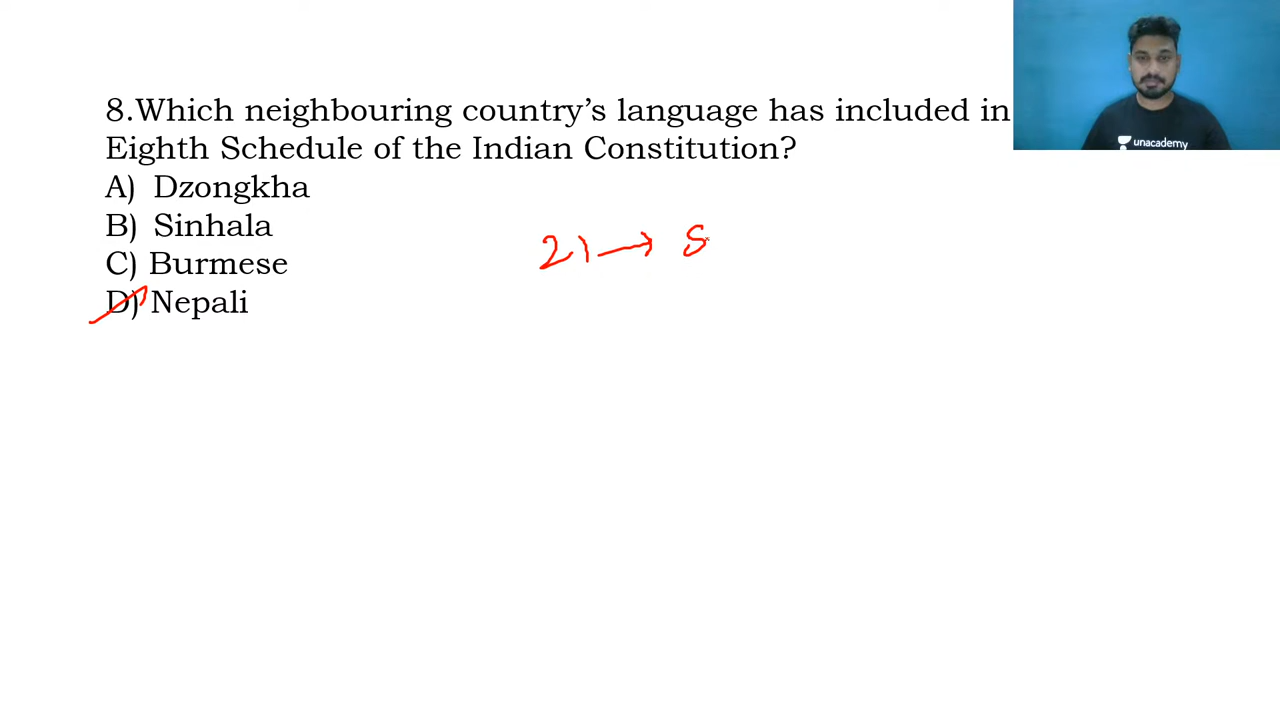 8.Which neighbouring country’s language has included in
Eighth Schedule of the Indian Constitution?
A) Dzongkha
B) Sinhala
C) Burmese
D) Nepali
21 → S
unacademy